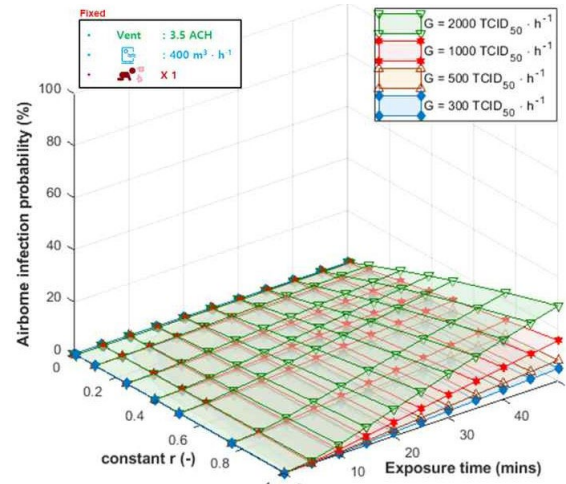 Fixed
Vent : 3.5 ACH
: 400 m³ · h⁻¹
X 1
G = 2000 TCID₅₀ · h⁻¹
G = 1000 TCID₅₀ · h⁻¹
G = 500 TCID₅₀ · h⁻¹
G = 300 TCID₅₀ · h⁻¹
Airborne infection probability (%)
100
80
60
40
20
0
0
0.2
0.4
0.6
0.8
constant r (-)
10
20
30
40
Exposure time (mins)